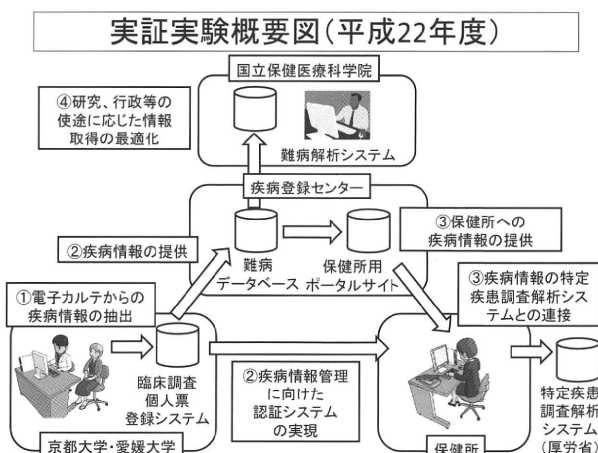 実証実験概要図(平成22年度)
国立保健医療科学院
④研究、行政等の
使途に応じた情報
取得の最適化
難病解析システム
疾病登録センター
②疾病情報の提供
③保健所への
疾病情報の提供
難病
データベース
保健所用
ポータルサイト
①電子カルテからの
疾病情報の抽出
③疾病情報の特定
疾患調査解析シス
テムとの連接
臨床調査
個人票
登録システム
②疾病情報管理
に向けた
認証システム
の実現
特定疾患
調査解析
システム
(厚労省)
京都大学・愛媛大学
保健所